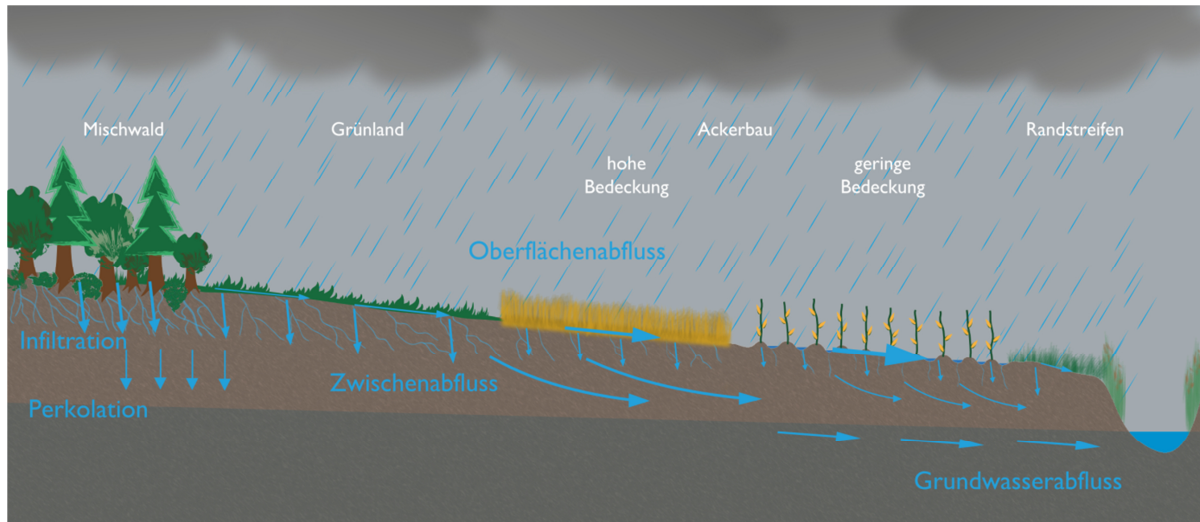 Mischwald
Grünland
Ackerbau
Randstreifen
hohe
Bedeckung
geringe
Bedeckung
Oberflächenabfluss
Infiltration
Zwischenabfluss
Perkolation
Grundwasserabfluss